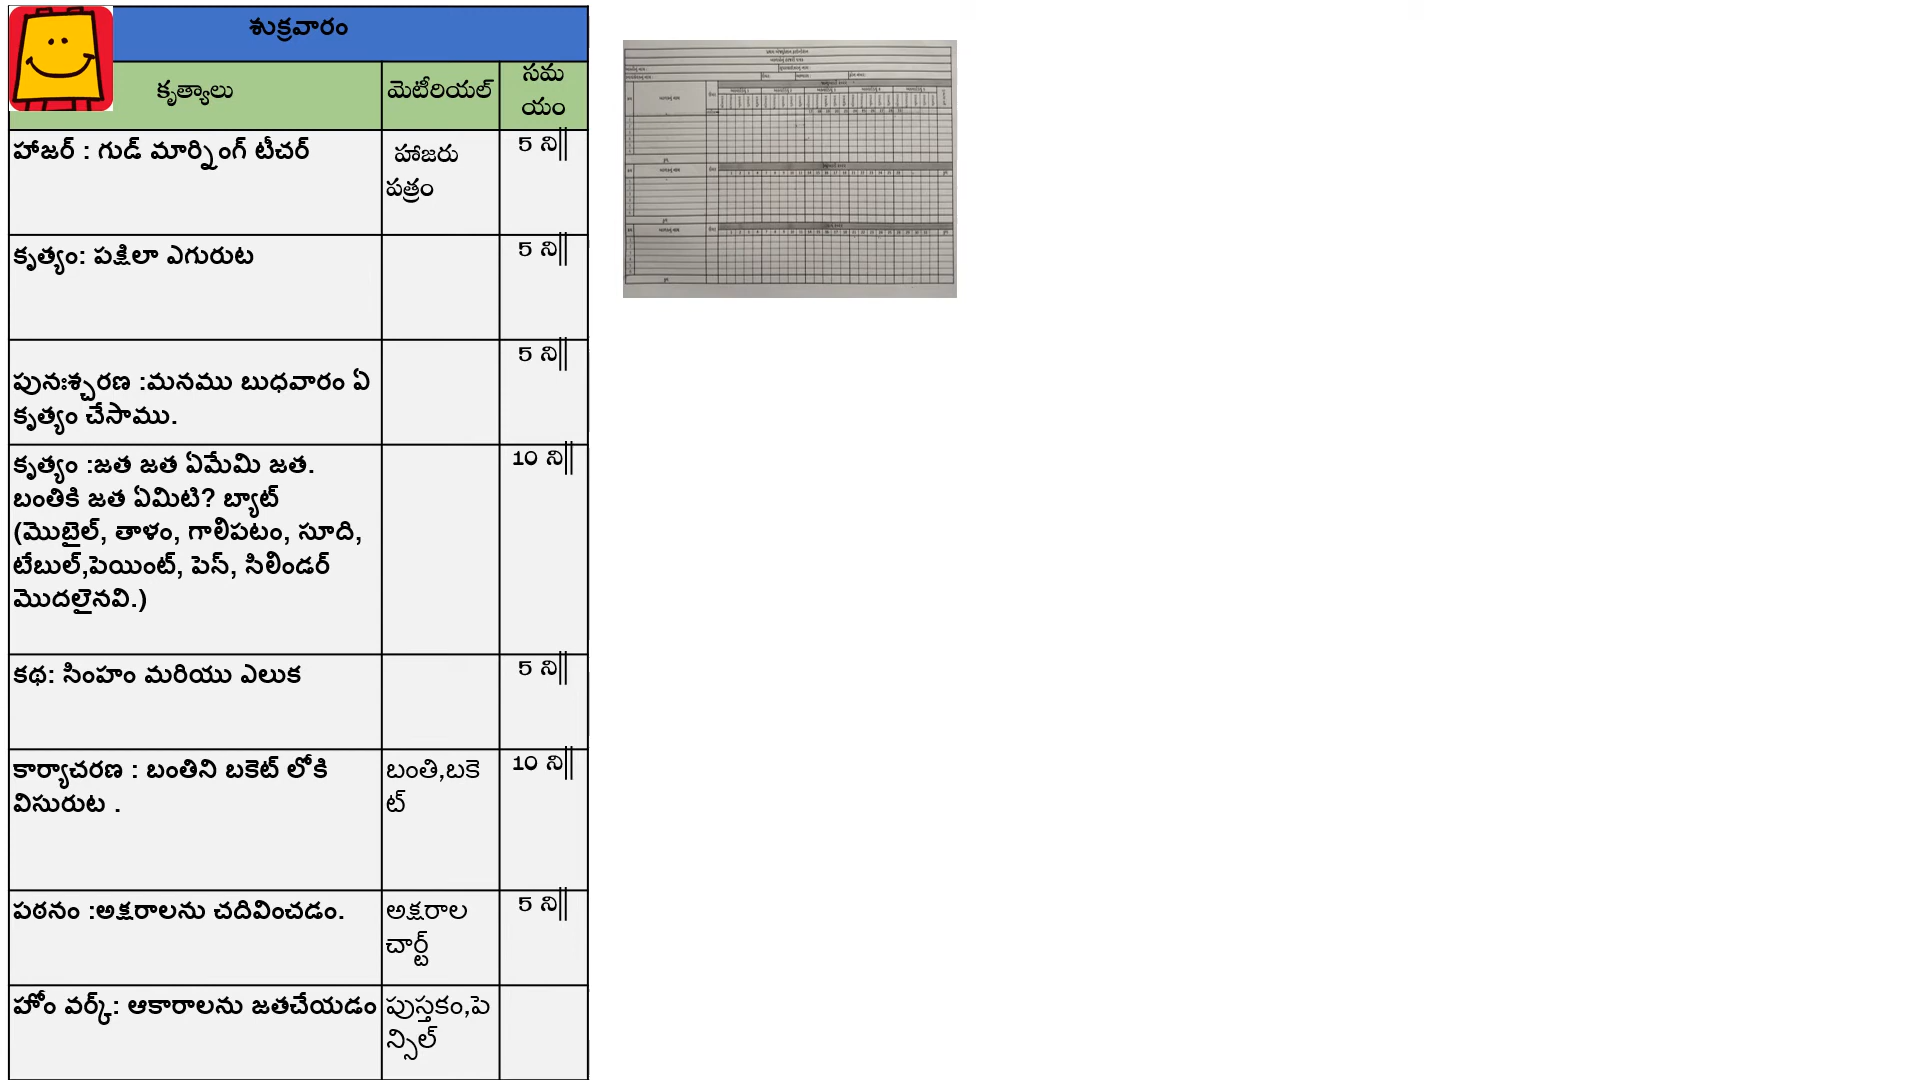 శుక్రవారం
కృత్యాలు
మెటీరియల్
సమ
యం
హాజర్ : గుడ్ మార్నింగ్ టీచర్
హాజరు
పత్రం
5 ని||
కృత్యం: పక్షిలా ఎగురుట
5 ని||
పునఃశ్చరణ :మనము బుధవారం ఏ
కృత్యం చేసాము.
5 ని||
కృత్యం :జత జత ఏమేమి జత.
బంతికి జత ఏమిటి? బ్యాట్
(మొబైల్, తాళం, గాలిపటం, సూది,
టేబుల్,పెయింట్, పెన్, సిలిండర్
మొదలైనవి.)
10 ని||
కథ: సింహం మరియు ఎలుక
5 ని||
కార్యాచరణ : బంతిని బకెట్ లోకి
విసురుట .
బంతి,బకె
ట్
10 ని||
పఠనం :అక్షరాలను చదివించడం.
అక్షరాల
చార్ట్
5 ని||
హోం వర్క్: ఆకారాలను జతచేయడం
పుస్తకం,పె
న్సిల్